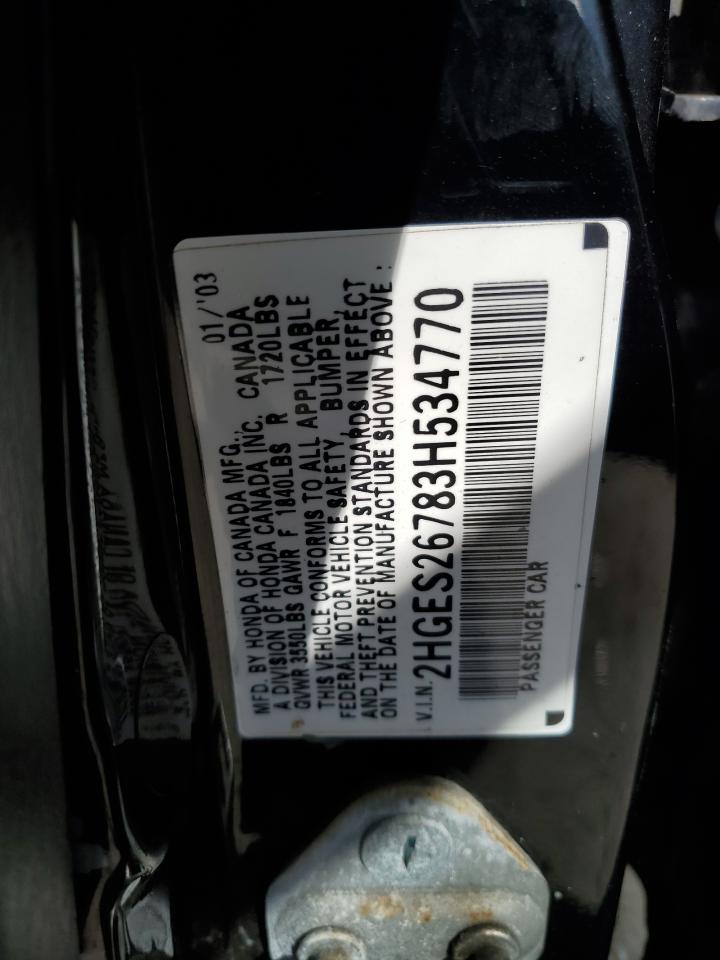 MFD. BY HONDA OF CANADA MFG., 01/'03
A DIVISION OF HONDA CANADA INC. CANADA
GVWR 3550LBS GAWR F 1840LBS R 1720LBS
THIS VEHICLE CONFORMS TO ALL APPLICABLE
FEDERAL MOTOR VEHICLE SAFETY, BUMPER,
AND THEFT PREVENTION STANDARDS IN EFFECT
ON THE DATE OF MANUFACTURE SHOWN ABOVE :
V.I.N. 2HGES26783H534770
PASSENGER CAR